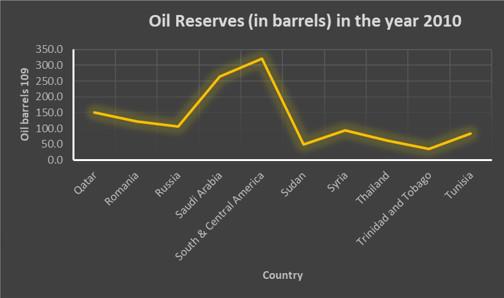 Oil Reserves (in barrels) in the year 2010
Oil barrels 109
350.0
300.0
250.0
200.0
150.0
100.0
50.0
0.0
Qatar
Romania
Russia
Saudi Arabia
South & Central America
Sudan
Syria
Thailand
Trinidad and Tobago
Tunisia
Country